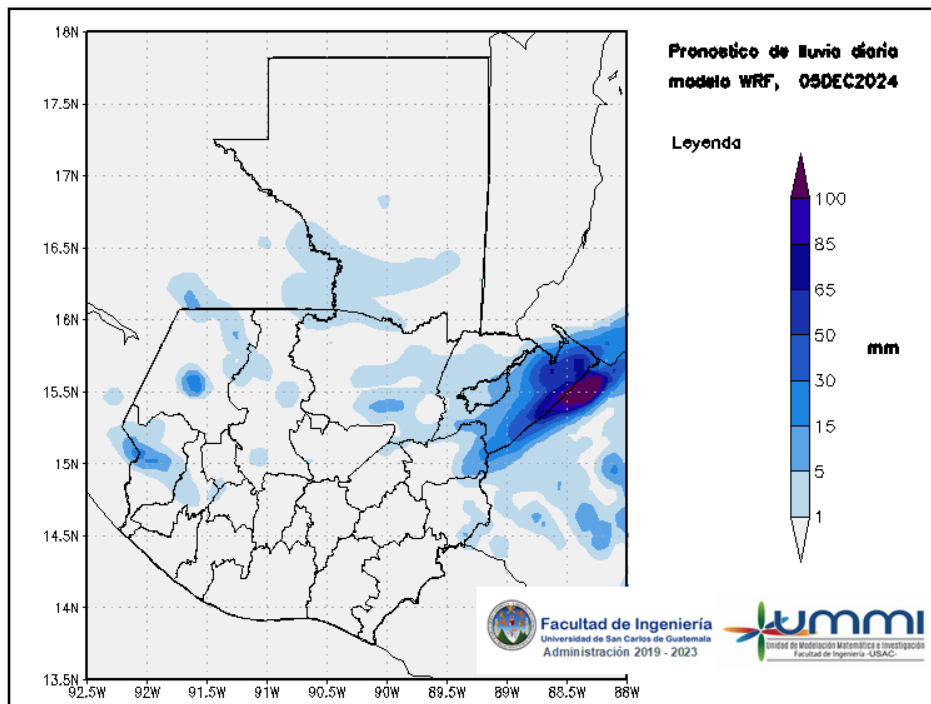 Pronostico de lluvia diaria
modelo WRF, 05DEC2024
Leyenda
100
85
65
50
30
15
5
1
mm
18N
17.5N
17N
16.5N
16N
15.5N
15N
14.5N
14N
13.5N
92.5W
92W
91.5W
91W
90.5W
90W
89.5W
89W
88.5W
88W
Facultad de Ingeniería
Universidad de San Carlos de Guatemala
Administración 2019 - 2023
UMMI
Unidad de Modelación Matemática e Investigación
Facultad de Ingeniería -USAC-